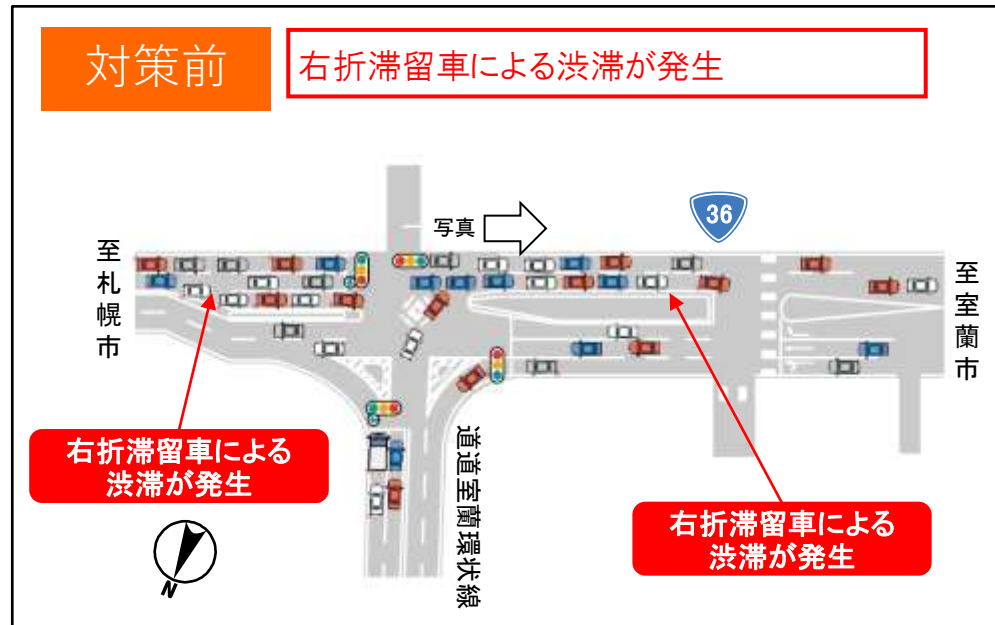 対策前
右折滞留車による渋滞が発生
写真
36
至札幌市
至室蘭市
右折滞留車による
渋滞が発生
道道室蘭環状線
右折滞留車による
渋滞が発生
N